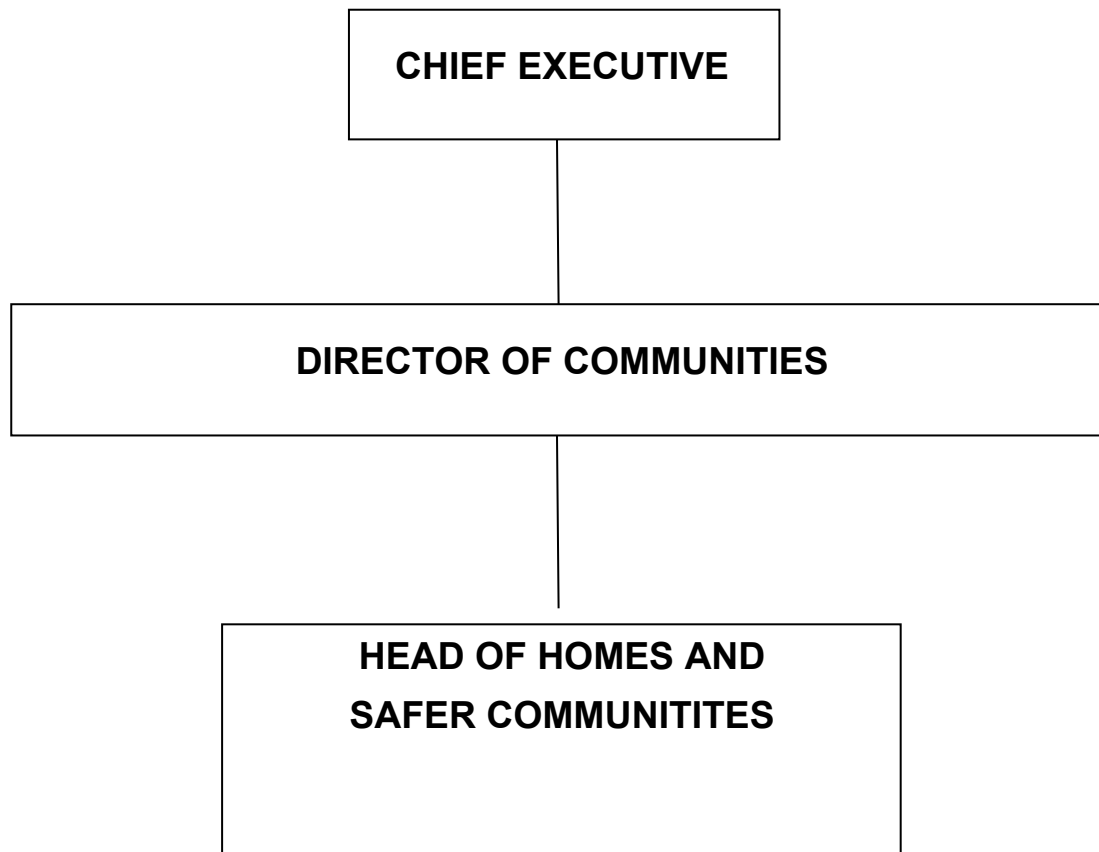 CHIEF EXECUTIVE
DIRECTOR OF COMMUNITIES
HEAD OF HOMES AND
SAFER COMMUNITITES